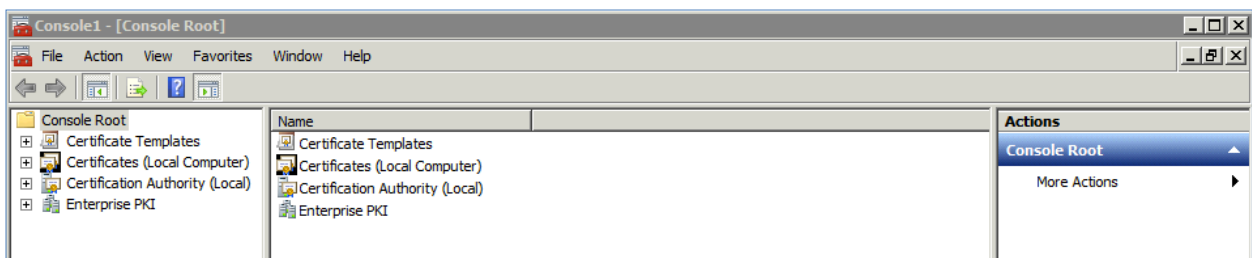 Console1 - [Console Root]
File Action View Favorites Window Help
Console Root
Certificate Templates
Certificates (Local Computer)
Certification Authority (Local)
Enterprise PKI
Name
Certificate Templates
Certificates (Local Computer)
Certification Authority (Local)
Enterprise PKI
Actions
Console Root
More Actions